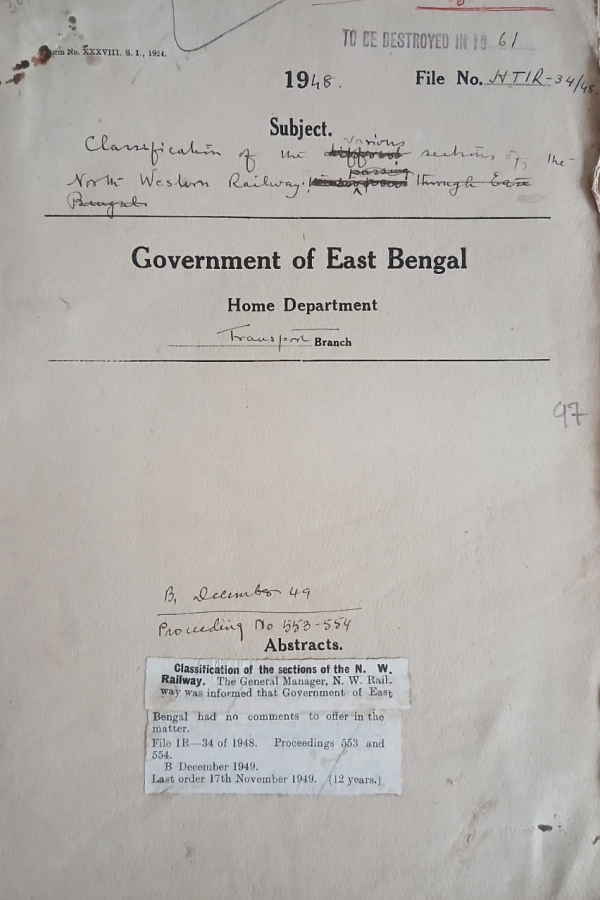 TO BE DESTROYED IN 19 61
Form No. XXXVIII. S. I., 1924.
1948. File No. HT1R-34/48
Subject.
various
Classification of the different sections of the
passing
North Western Railway. through East
Bengal
Government of East Bengal
Home Department
Transport Branch
97
B, December 49
Proceeding No 553-554
Abstracts.
Classification of the sections of the N. W.
Railway. The General Manager, N. W. Rail-
way was informed that Government of East
Bengal had no comments to offer in the
matter.
File 1R—34 of 1948. Proceedings 553 and
554.
B December 1949.
Last order 17th November 1949. (12 years.)